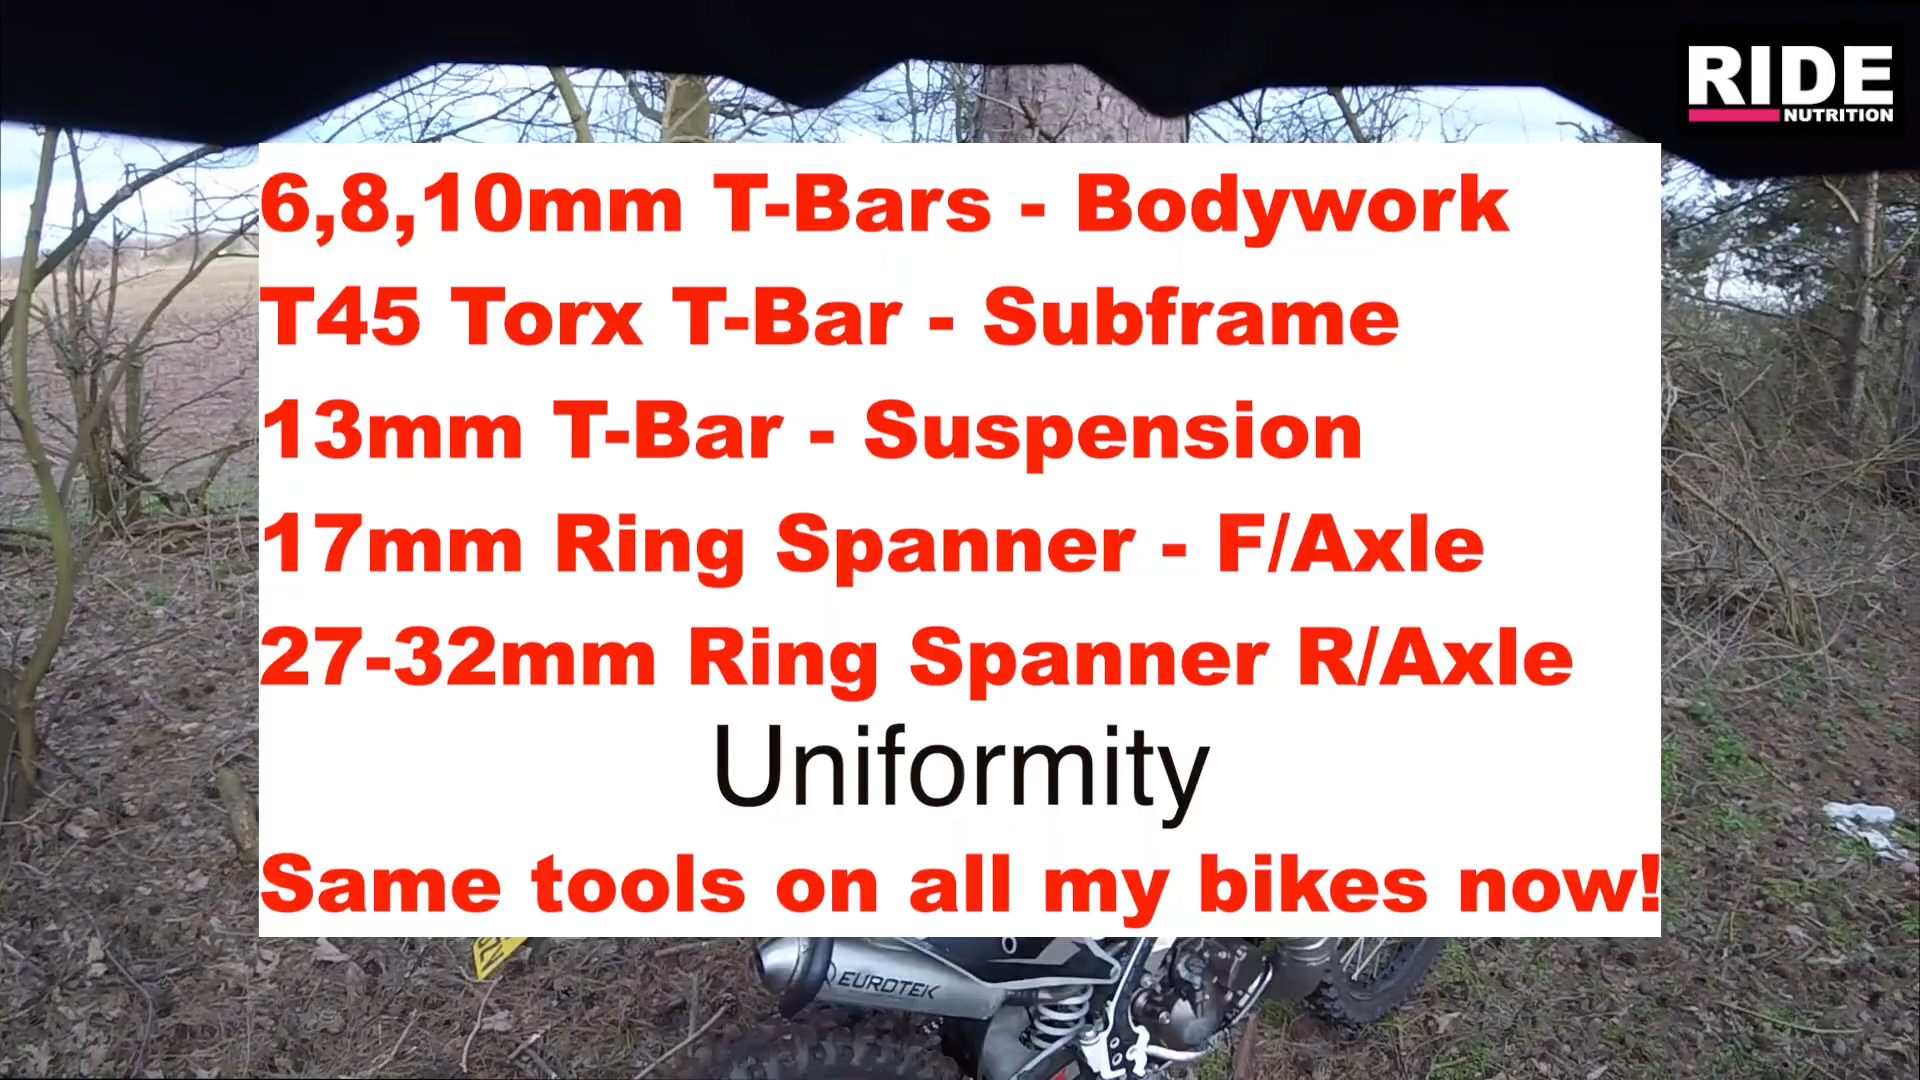 RIDE
NUTRITION
6,8,10mm T-Bars - Bodywork
T45 Torx T-Bar - Subframe
13mm T-Bar - Suspension
17mm Ring Spanner - F/Axle
27-32mm Ring Spanner R/Axle
Uniformity
Same tools on all my bikes now!
EUROTEK